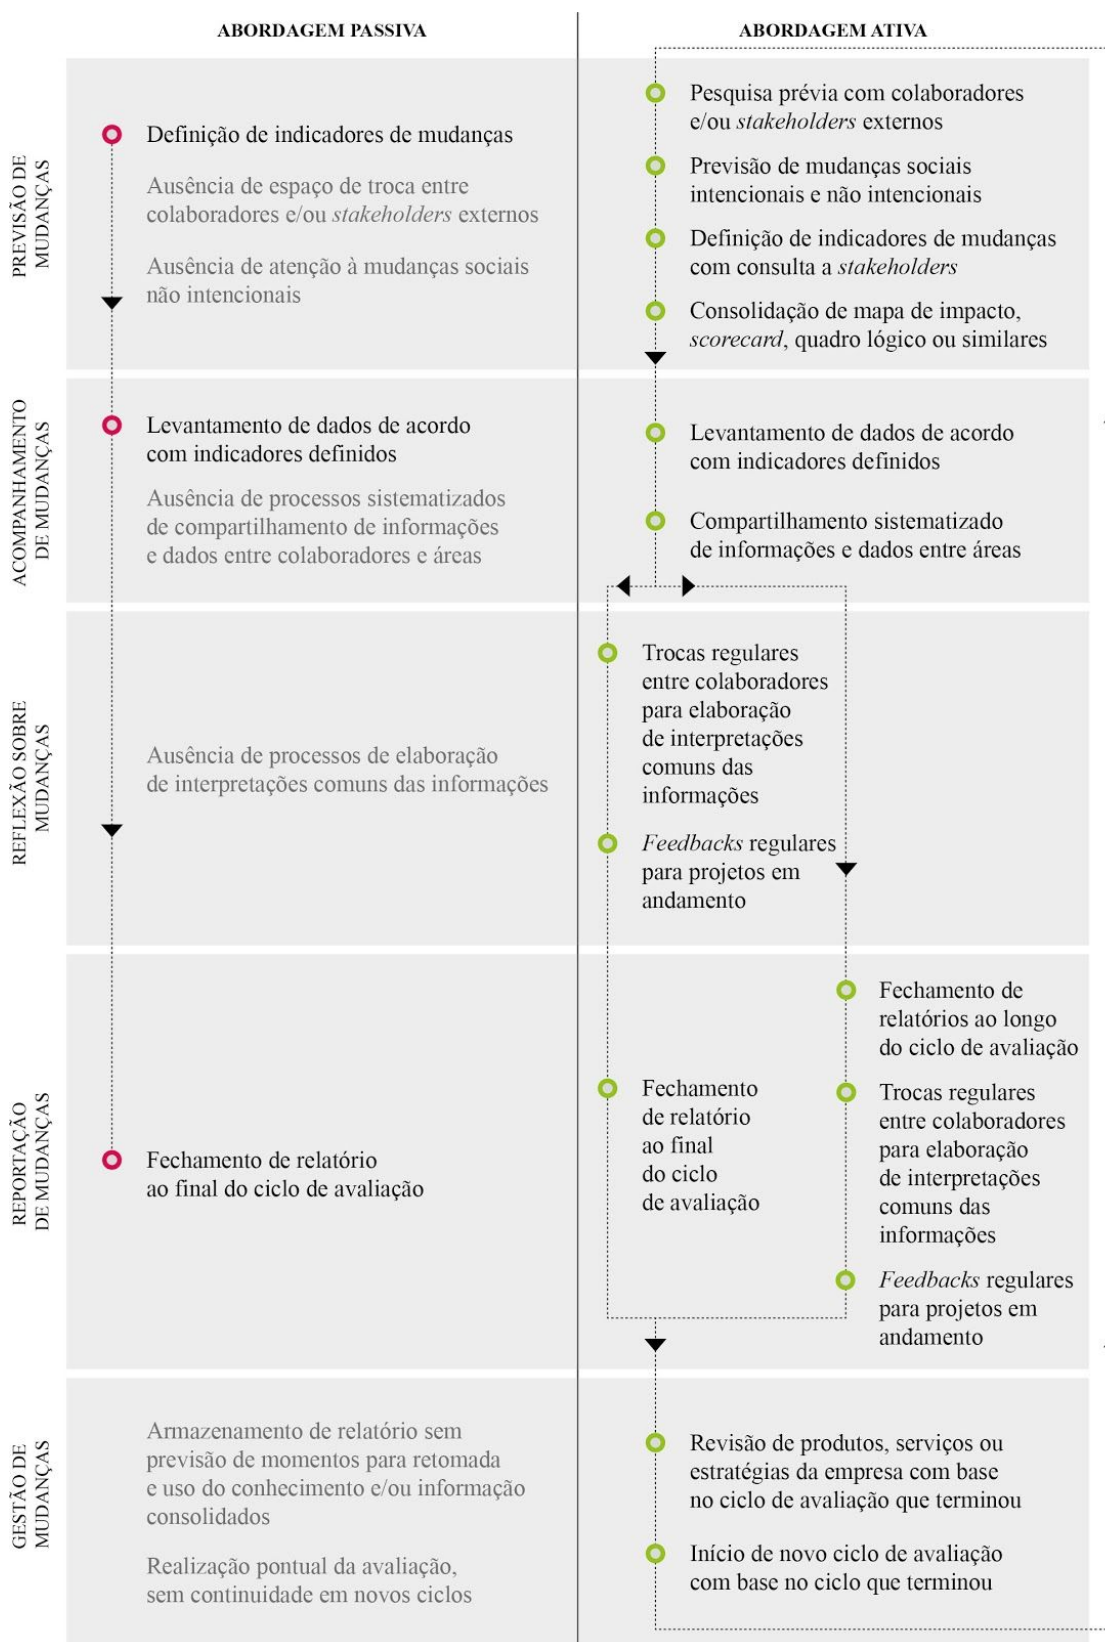 ABORDAGEM PASSIVA
ABORDAGEM ATIVA
PREVISÃO DE
MUDANÇAS
Definição de indicadores de mudanças
Ausência de espaço de troca entre
colaboradores e/ou stakeholders externos
Ausência de atenção à mudanças sociais
não intencionais
Pesquisa prévia com colaboradores
e/ou stakeholders externos
Previsão de mudanças sociais
intencionais e não intencionais
Definição de indicadores de mudanças
com consulta a stakeholders
Consolidação de mapa de impacto,
scorecard, quadro lógico ou similares
ACOMPANHAMENTO
DE MUDANÇAS
Levantamento de dados de acordo
com indicadores definidos
Ausência de processos sistematizados
de compartilhamento de informações
e dados entre colaboradores e áreas
Levantamento de dados de acordo
com indicadores definidos
Compartilhamento sistematizado
de informações e dados entre áreas
REFLEXÃO SOBRE
MUDANÇAS
Ausência de processos de elaboração
de interpretações comuns das informações
Trocas regulares
entre colaboradores
para elaboração
de interpretações
comuns das
informações
Feedbacks regulares
para projetos em
andamento
REPORTAÇÃO
DE MUDANÇAS
Fechamento de relatório
ao final do ciclo de avaliação
Fechamento
de relatório
ao final
do ciclo
de avaliação
Fechamento de
relatórios ao longo
do ciclo de avaliação
Trocas regulares
entre colaboradores
para elaboração
de interpretações
comuns das
informações
Feedbacks regulares
para projetos em
andamento
GESTÃO DE
MUDANÇAS
Armazenamento de relatório sem
previsão de momentos para retomada
e uso do conhecimento e/ou informação
consolidados
Realização pontual da avaliação,
sem continuidade em novos ciclos
Revisão de produtos, serviços ou
estratégias da empresa com base
no ciclo de avaliação que terminou
Início de novo ciclo de avaliação
com base no ciclo que terminou